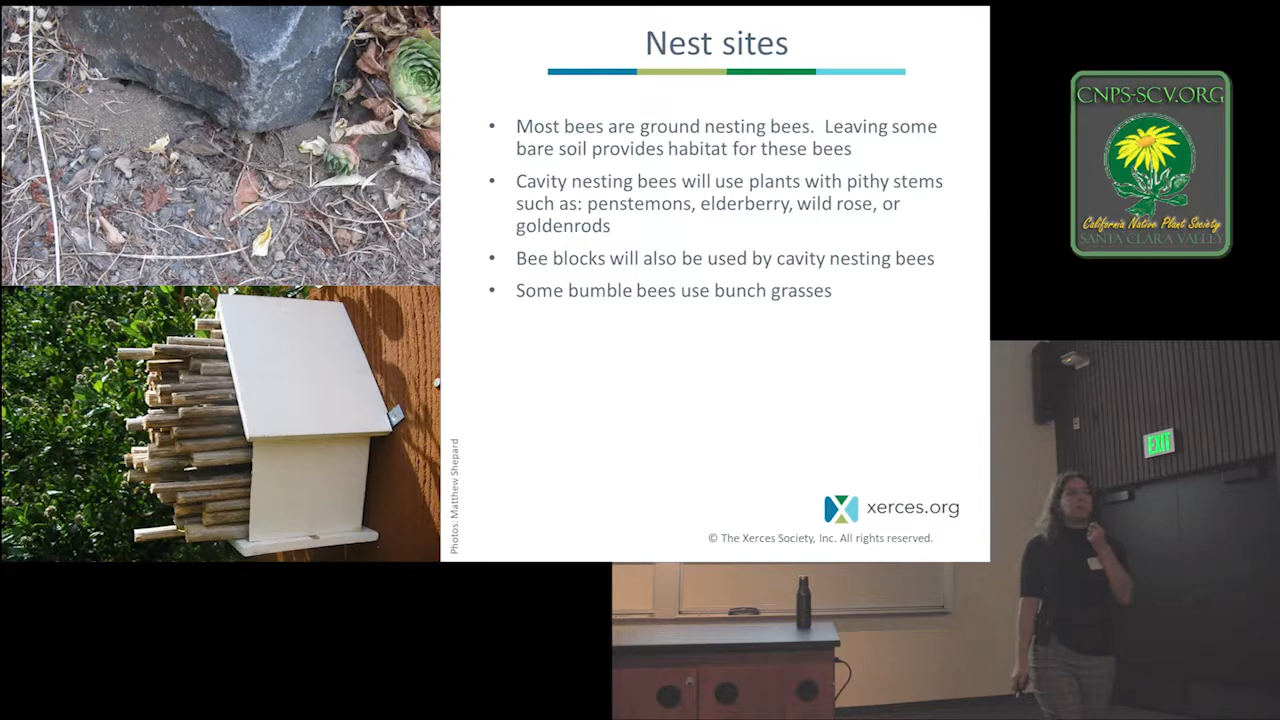 Nest sites
• Most bees are ground nesting bees.  Leaving some
bare soil provides habitat for these bees
• Cavity nesting bees will use plants with pithy stems
such as: penstemons, elderberry, wild rose, or
goldenrods
• Bee blocks will also be used by cavity nesting bees
• Some bumble bees use bunch grasses
Photos: Matthew Shepard
xerces.org
© The Xerces Society, Inc. All rights reserved.
CNPS-SCV.ORG
California Native Plant Society
SANTA CLARA VALLEY
EXIT